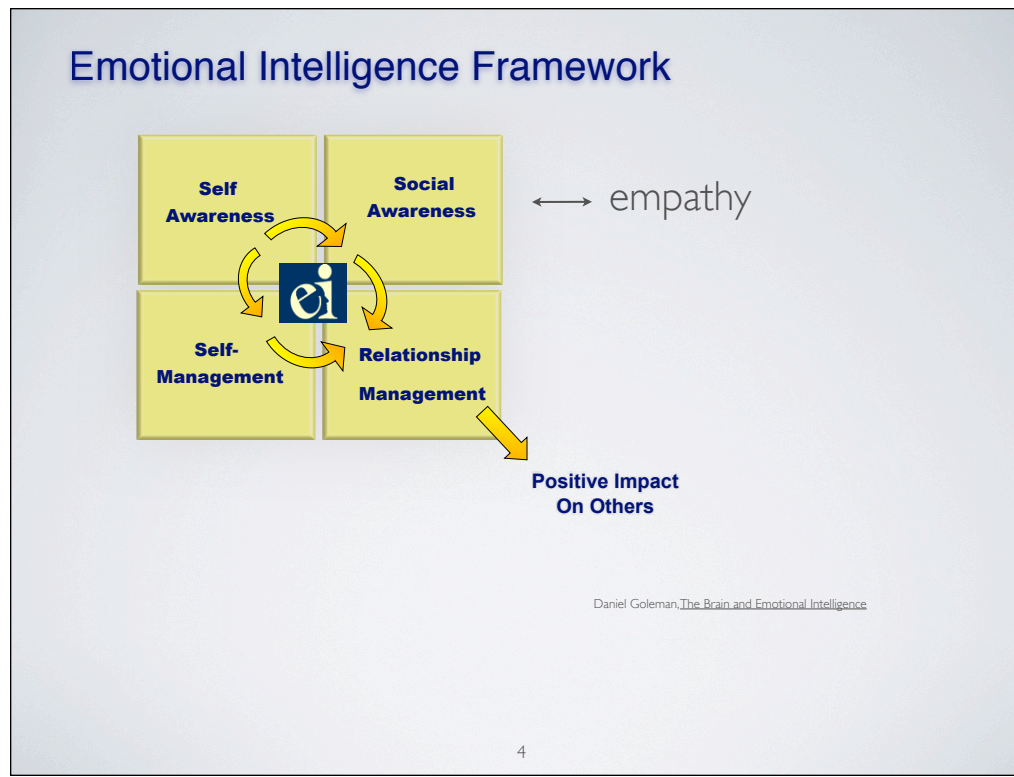 Emotional Intelligence Framework
Self
Awareness
Social
Awareness
empathy
ei
Self-
Management
Relationship
Management
Positive Impact
On Others
Daniel Goleman, The Brain and Emotional Intelligence
4